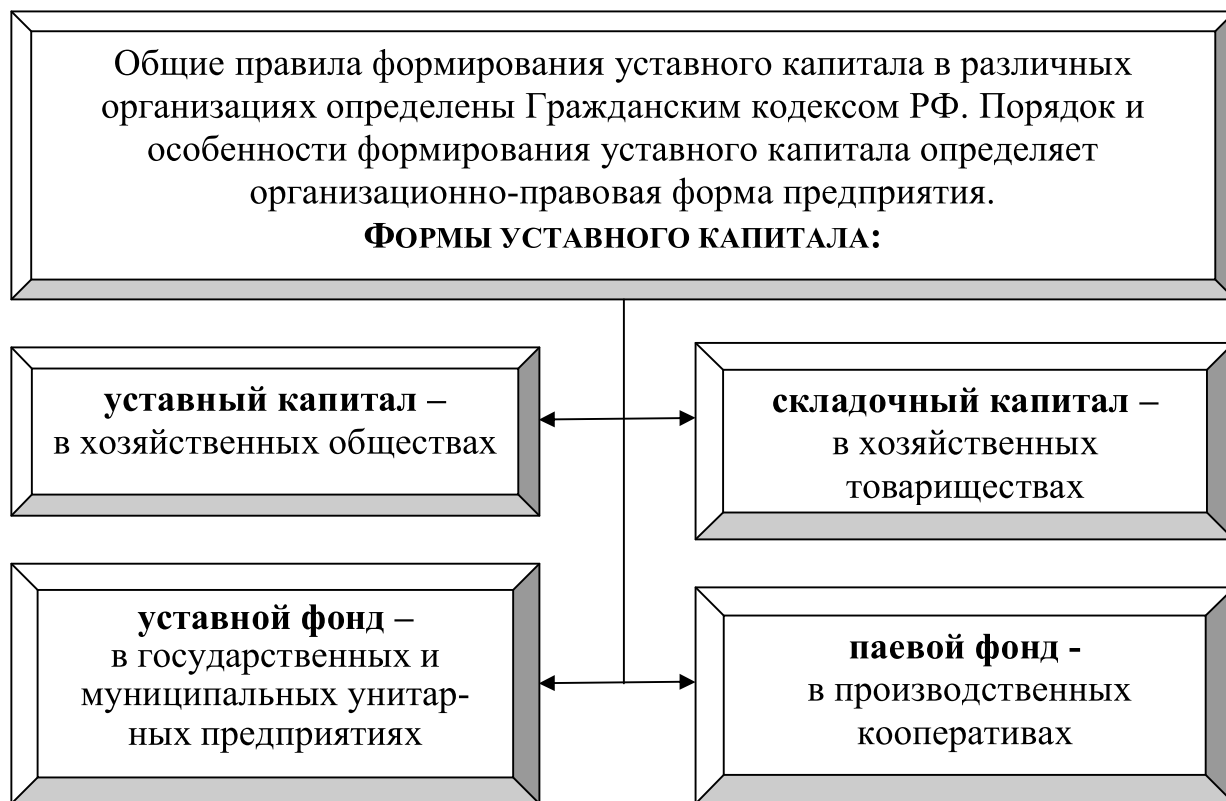 Общие правила формирования уставного капитала в различных
организациях определены Гражданским кодексом РФ. Порядок и
особенности формирования уставного капитала определяет
организационно-правовая форма предприятия.
ФОРМЫ УСТАВНОГО КАПИТАЛА:
уставный капитал –
в хозяйственных обществах
складочный капитал –
в хозяйственных
товариществах
уставной фонд –
в государственных и
муниципальных унитар-
ных предприятиях
паевой фонд -
в производственных
кооперативах